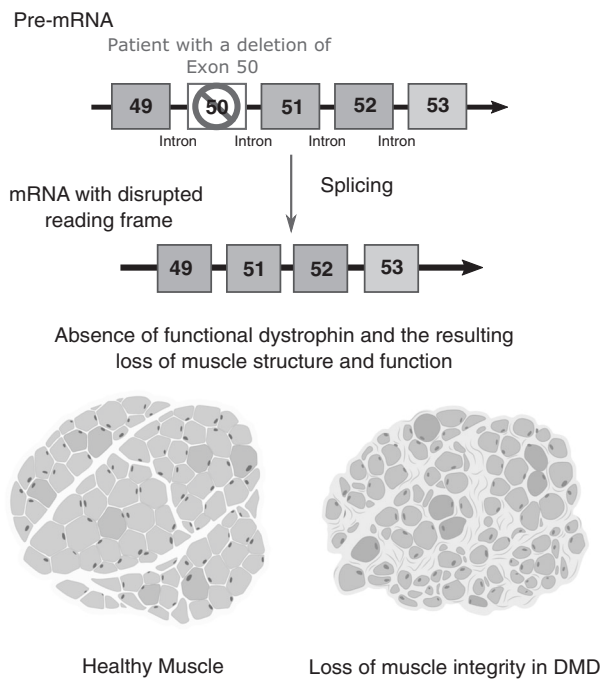 Pre-mRNA
Patient with a deletion of
Exon 50
49 50 51 52 53
Intron Intron Intron Intron
Splicing
mRNA with disrupted
reading frame
49 51 52 53
Absence of functional dystrophin and the resulting
loss of muscle structure and function
Healthy Muscle Loss of muscle integrity in DMD